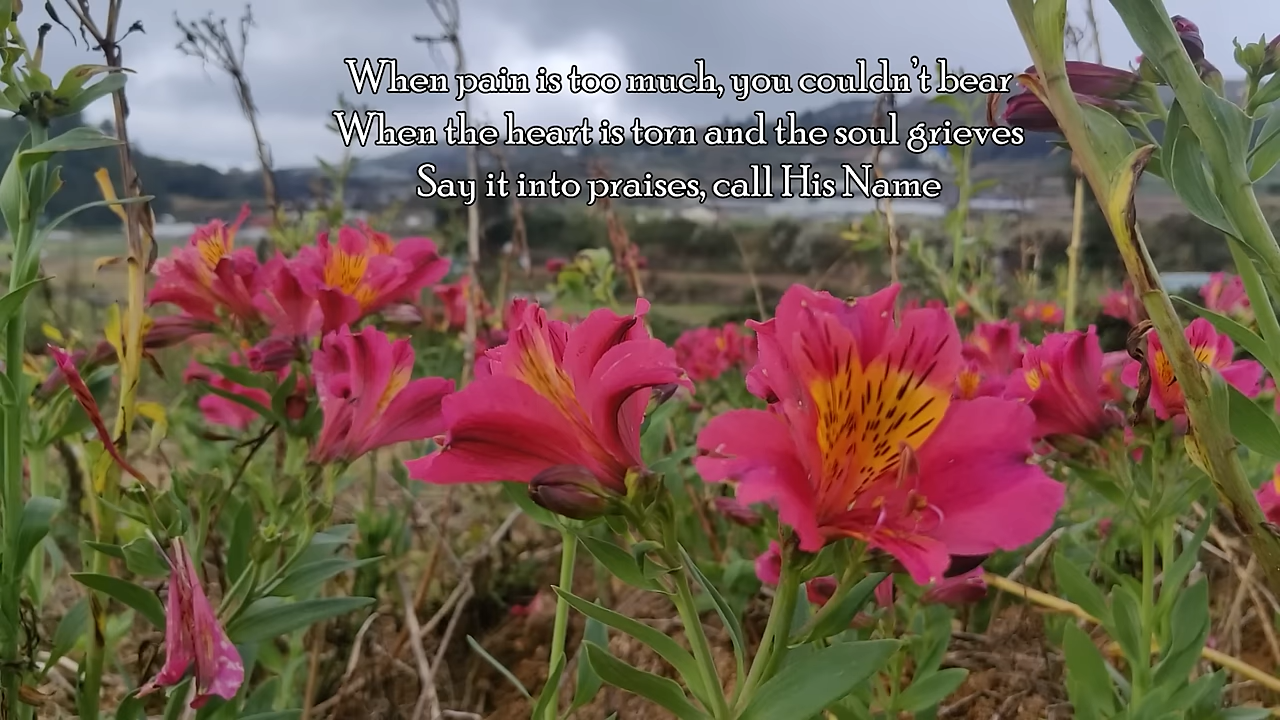 When pain is too much, you couldn't bear
When the heart is torn and the soul grieves
Say it into praises, call His Name